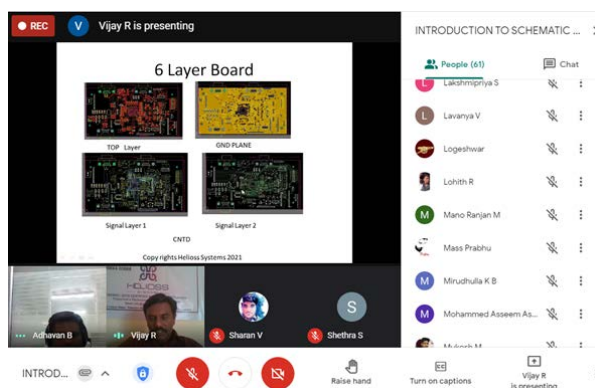 REC
V
Vijay R is presenting
6 Layer Board
TOP Layer
GND PLANE
Signal Layer 1
Signal Layer 2
CNTD
Copy rights Helioss Systems 2021
HELIOSS
Adhavan B
Vijay R
Sharan V
S
Shethra S
INTRODUCTION TO SCHEMATIC ...
People (61)
Chat
L
Lakshmipriya S
L
Lavanya V
Logeshwar
Lohith R
M
Mano Ranjan M
Mass Prabhu
M
Mirudhulla K B
M
Mohammed Asseem As...
Mukesh M
INTROD...
Raise hand
Turn on captions
Vijay R
is presenting